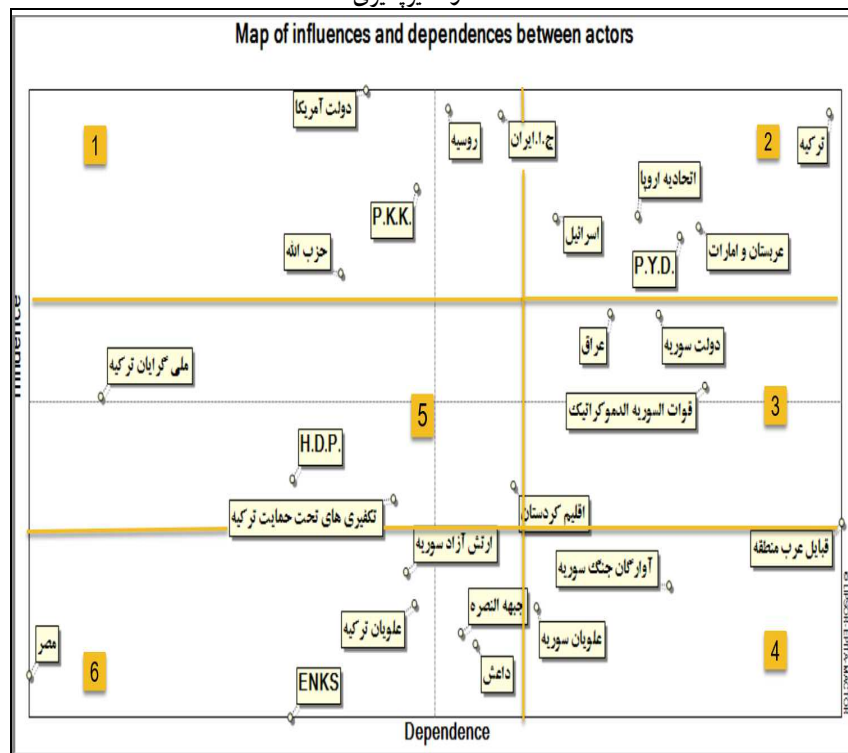 Map of influences and dependences between actors
دولت آمریکا
روسیه
ج.ا.ایران
ترکیه
1
2
اتحادیه اروپا
P.K.K.
اسرائیل
P.Y.D.
عربستان و امارات
حزب الله
عراق
دولت سوریه
ملی گرایان ترکیه
5
قوات السوریه الدموکراتیک
3
H.D.P.
تکفیری های تحت حمایت ترکیه
اقلیم کردستان
ارتش آزاد سوریه
قبایل عرب منطقه
آوارگان جنگ سوریه
علویان ترکیه
جبهه النصره
علویان سوریه
مصر
6
داعش
4
ENKS
Dependence